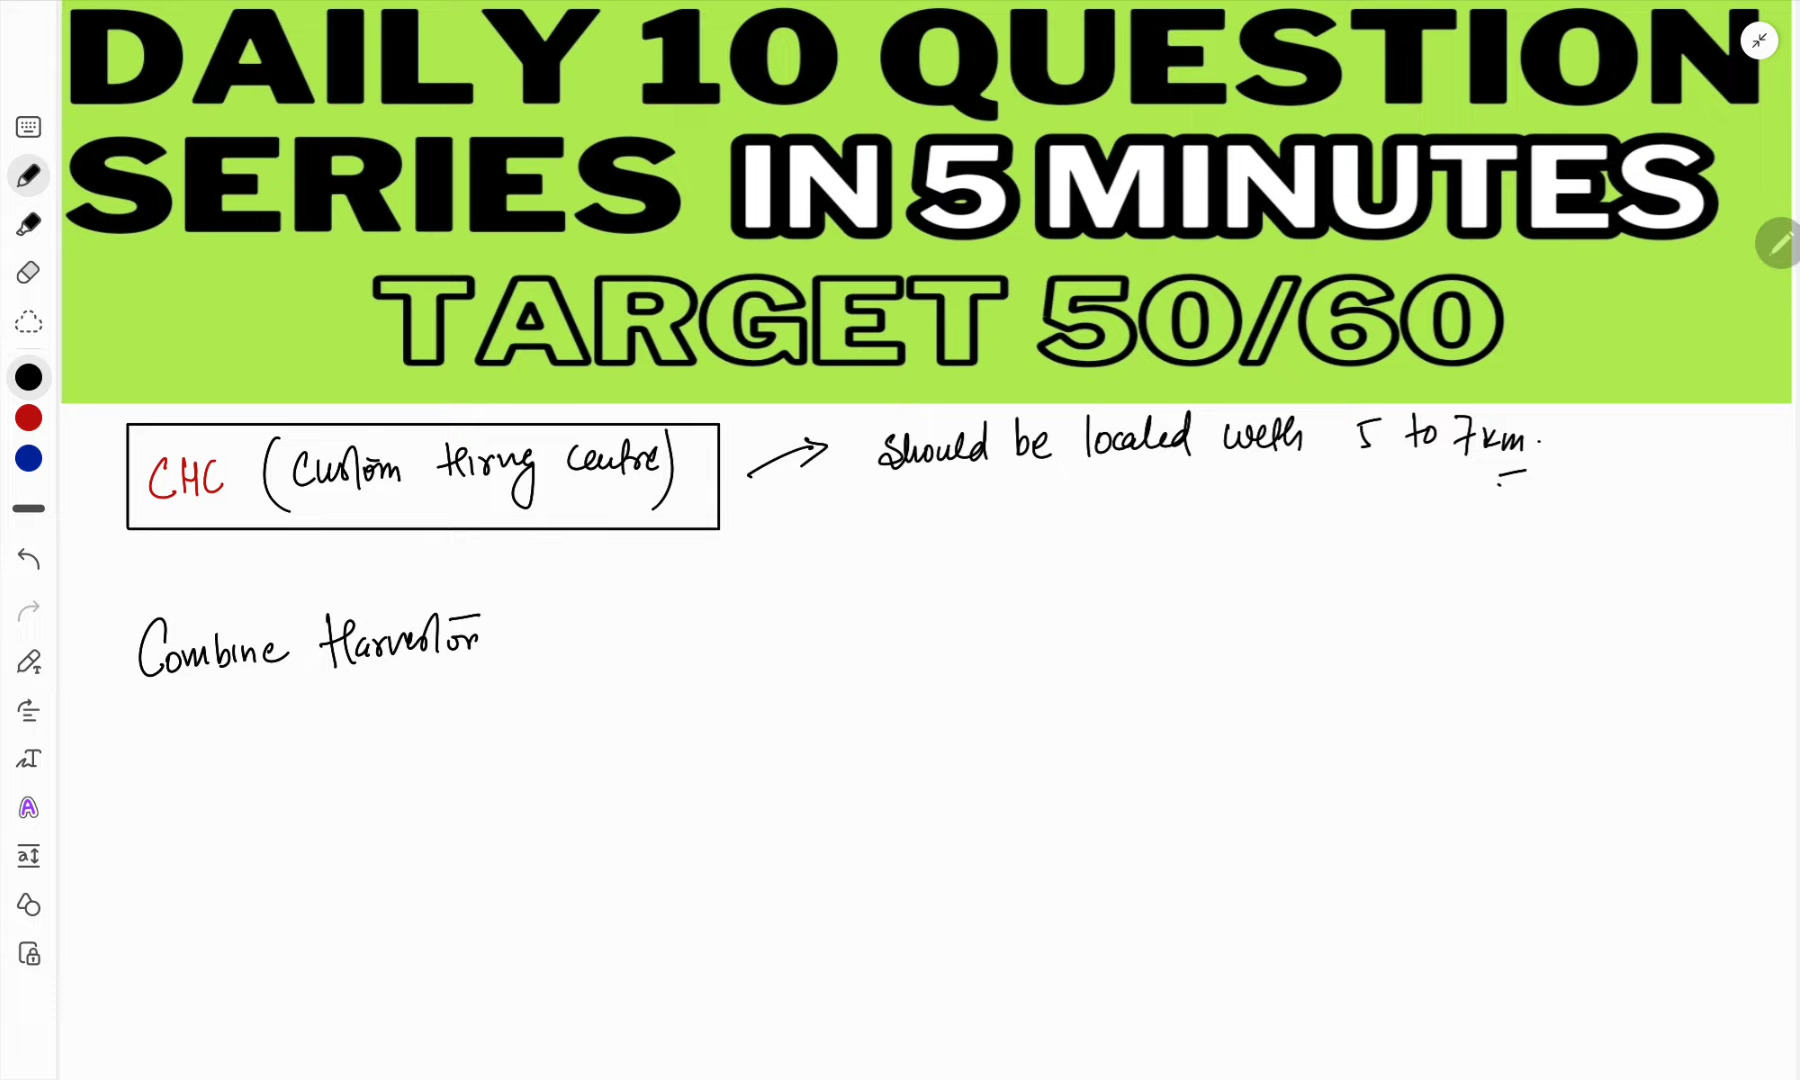 DAILY 10 QUESTION
SERIES IN 5 MINUTES
TARGET 50/60
CHC (Custom Hiring Centre) → should be located with 5 to 7 km.
Combine Harvestor